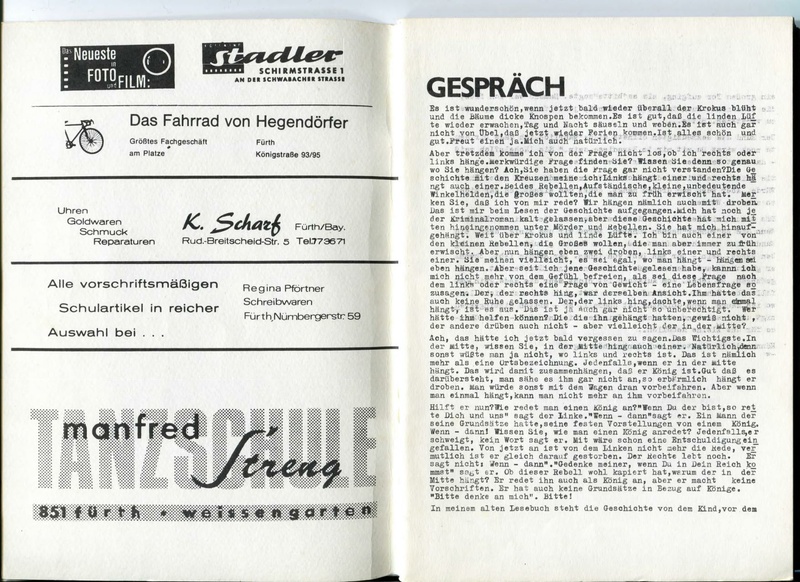 Das
Neueste
in
FOTO
und FILM:
stadler
SCHIRMSTRASSE 1
AN DER SCHWABACHER STRASSE
Das Fahrrad von Hegendörfer
Größtes Fachgeschäft
am Platze
Fürth
Königstraße 93/95
Uhren
Goldwaren
Schmuck
Reparaturen
K. Scharf Fürth/Bay.
Rud.-Breitscheid-Str. 5 Tel.773671
Alle vorschriftsmäßigen
Schulartikel in reicher
Auswahl bei . . .
Regina Pförtner
Schreibwaren
Fürth,Nürnbergerstr.59
TANZSCHULE
manfred
Streng
851 fürth • weissengarten
GESPRÄCH
Es ist wunderschön,wenn jetzt bald wieder überall der Krokus blüht
und die Bäume dicke Knospen bekommen.Es ist gut,daß die linden Lüf
te wieder erwachen,Tag und Nacht säuseln und weben.Es ist auch gar
nicht von Übel,daß jetzt wieder Ferien kommen.Ist alles schön und
gut.Freut einen ja.Mich auch natürlich.
Aber trotzdem komme ich von der Frage nicht los,ob ich rechts oder
links hänge.Merkwürdige Frage finden Sie? Wissen Sie denn so genau
wo Sie hängen? Ach,Sie haben die Frage gar nicht verstanden?Die Ge
schichte mit den Kreuzen meine ich:Links hängt einer und rechts hä
ngt auch einer.Beides Rebellen,Aufständische,kleine,unbedeutende
Winkelhelden,die großes wollten,die man zu früh erwischt hat. Mer
ken Sie, daß ich von mir rede? Wir hängen nämlich auch mit droben.
Das ist mir beim Lesen der Geschichte aufgegangen.mich hat noch je
der Kriminalroman kalt gelassen,aber diese Geschichte hat mich mit
ten hineingenommen unter Mörder und Rebellen. Sie hat mich hinauf-
gehängt. Weit über Krokus und linde Lüfte. Ich bin auch einer von
den kleinen Rebellen, die Großes wollen, die man aber immer zu früh
erwischt. Aber nun hängen eben zwei droben, links einer und rechts
einer. Sie meinen vielleicht, es sei egal, wo man hängt - Hängen sei
eben hängen. Aber seit ich jene Geschichte gelesen habe, kannn ich
mich nicht mehr von dem Gefühl befreien, als sei diese Frage nach
dem links oder rechts eine Frage von Gewicht - eine Lebensfrage so
zusagen. Der, der rechts hing, war derselben Ansicht.Ihm hätte das
auch keine Ruhe gelassen. Der,der links hing,dachte,wenn man einmal
hängt, ist es aus. Das ist ja auch gar nicht so unberechtigt. Wer
hätte ihm helfen können? Die die ihn gehängt hatten, gewiß nicht ,
der andere drüben auch nicht - aber vielleicht der in der Mitte?
Ach, das hätte ich jetzt bald vergessen zu sagen.Das Wichtigste.In
der Mitte, wissen Sie, in der Mitte hing auch einer. Natürlich,denn
sonst wüßte man ja nicht, wo links und rechts ist. Das ist nämlich
mehr als eine Ortsbezeichnung. Jedenfalls,wenn er in der Mitte
hängt. Das wird damit zusammenhängen, daß er König ist.Gut daß es
darübersteht, man sähe es ihm gar nicht an,so erbärmlich hängt er
droben. Man würde sonst mit dem Wagen dran vorbeifahren. Aber wenn
man einmal hängt,kann man nicht mehr an ihm vorbeifahren.
Hilft er nun?Wie redet man einen König an?"Wenn Du der bist,so ret
te Dich und uns" sagt der Linke."Wenn - dann"sagt er. Ein Mann der
seine Grundsätze hatte,seine festen Vorstellungen von einem König.
Wenn - dann! Wissen Sie, wie man einen König anredet? Jedenfalls,er
schweigt, kein Wort sagt er. Mit wäre schon eine Entschuldigung ein
gefallen. Von jetzt an ist von dem Linken nicht mehr die Rede, ver
mutlich ist er gleich darauf gestorben. Der Rechte lebt noch. Er
sagt nicht: Wenn - dann"."Gedenke meiner, wenn Du in Dein Reich ko
mmst" sagt er. Ob dieser Rebell wohl kapiert hat,warum der in der
Mitte hängt? Er redet ihn auch als König an, aber er macht keine
Vorschriften. Er hat auch keine Grundsätze in Bezug auf Könige.
"Bitte denke an mich". Bitte!
In meinem alten Lesebuch steht die Geschichte von dem Kind,vor dem